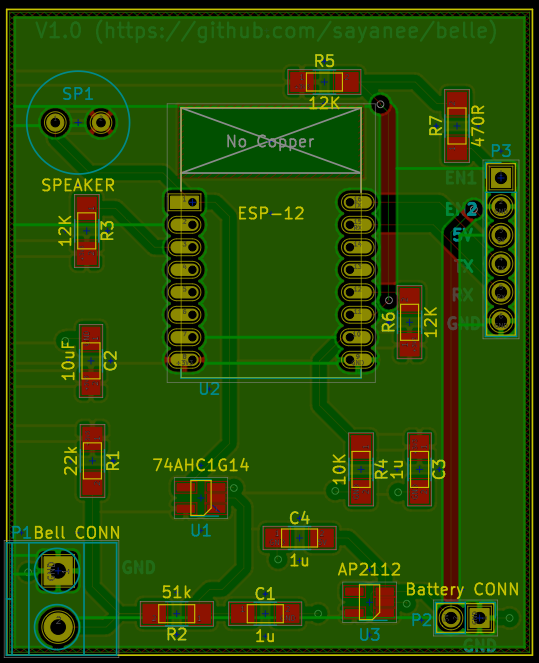 V1.0 (https://github.com/sayanee/belle)
R5
12K
SP1
SPEAKER
No Copper
ESP-12
R7
470R
P3
EN1
EN2
5V
TX
RX
GND
12K
R3
R6
12K
10uF
C2
U2
22k
R1
74AHC1G14
U1
10K
R4
1u
C3
P1
Bell CONN
GND
GND
C4
1u
AP2112
U3
51k
R2
C1
1u
Battery CONN
P2
GND